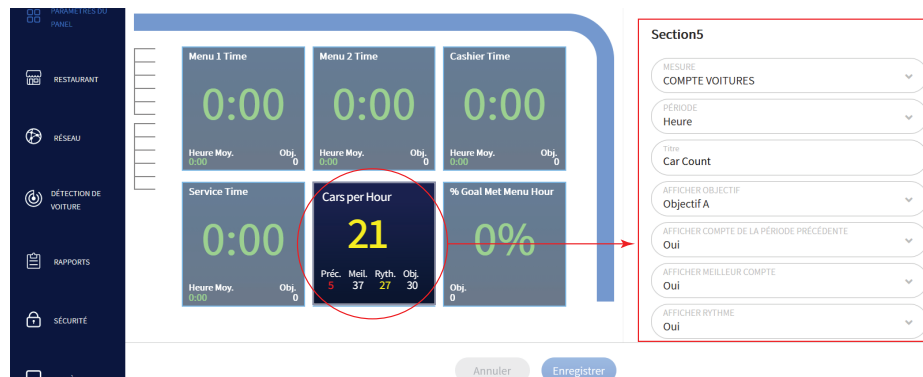 PARAMÈTRES DU
PANEL
RESTAURANT
RÉSEAU
DÉTECTION DE
VOITURE
RAPPORTS
SÉCURITÉ
Menu 1 Time
0:00
Heure Moy. Obj.
0:00 0
Menu 2 Time
0:00
Heure Moy. Obj.
0:00 0
Cashier Time
0:00
Heure Moy. Obj.
0:00 0
Service Time
0:00
Heure Moy. Obj.
0:00 0
Cars per Hour
21
Préc. Meil. Ryth. Obj.
5 37 27 30
% Goal Met Menu Hour
0%
Obj.
0
Section5
MESURE
COMPTE VOITURES
PÉRIODE
Heure
Titre
Car Count
AFFICHER OBJECTIF
Objectif A
AFFICHER COMPTE DE LA PÉRIODE PRÉCÉDENTE
Oui
AFFICHER MEILLEUR COMPTE
Oui
AFFICHER RYTHME
Oui
Annuler
Enregistrer